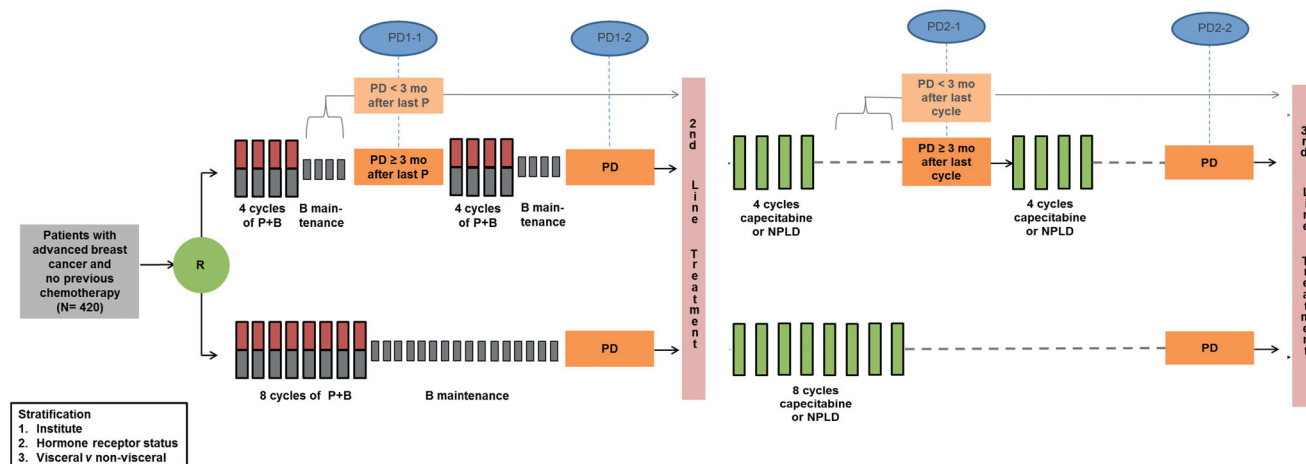 PD1-1
PD1-2
PD2-1
PD2-2
PD < 3 mo
after last P
PD ≥ 3 mo
after last P
4 cycles
of P+B
B main-
tenance
4 cycles
of P+B
B main-
tenance
PD
2nd Line Treatment
PD < 3 mo
after last
cycle
PD ≥ 3 mo
after last
cycle
4 cycles
capecitabine
or NPLD
4 cycles
capecitabine
or NPLD
PD
3rd Line Treatment
Patients with
advanced breast
cancer and
no previous
chemotherapy
(N= 420)
R
8 cycles of P+B
B maintenance
PD
8 cycles
capecitabine
or NPLD
PD
Stratification
1. Institute
2. Hormone receptor status
3. Visceral v non-visceral